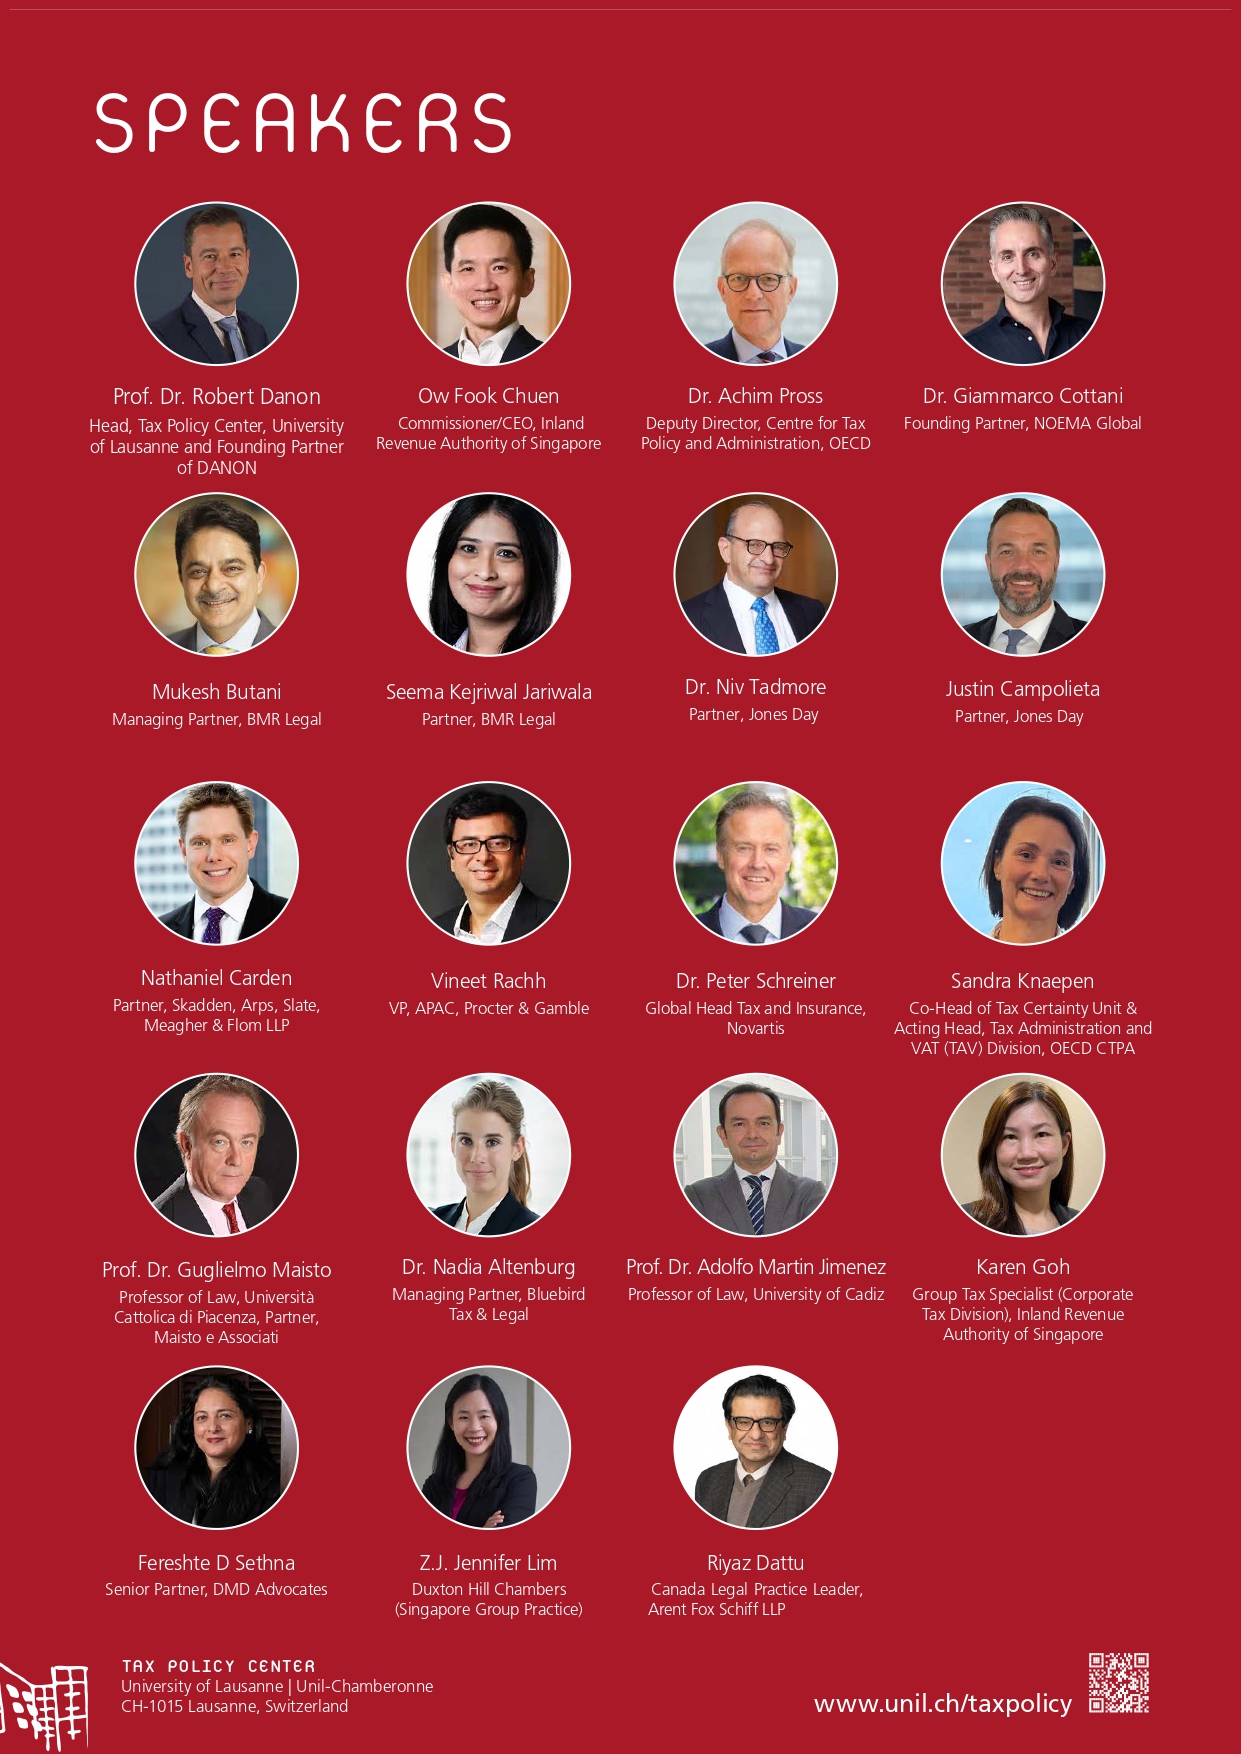 SPEAKERS
Prof. Dr. Robert Danon
Head, Tax Policy Center, University
of Lausanne and Founding Partner
of DANON
Ow Fook Chuen
Commissioner/CEO, Inland
Revenue Authority of Singapore
Dr. Achim Pross
Deputy Director, Centre for Tax
Policy and Administration, OECD
Dr. Giammarco Cottani
Founding Partner, NOEMA Global
Mukesh Butani
Managing Partner, BMR Legal
Seema Kejriwal Jariwala
Partner, BMR Legal
Dr. Niv Tadmore
Partner, Jones Day
Justin Campolieta
Partner, Jones Day
Nathaniel Carden
Partner, Skadden, Arps, Slate,
Meagher & Flom LLP
Vineet Rachh
VP, APAC, Procter & Gamble
Dr. Peter Schreiner
Global Head Tax and Insurance,
Novartis
Sandra Knaepen
Co-Head of Tax Certainty Unit &
Acting Head, Tax Administration and
VAT (TAV) Division, OECD CTPA
Prof. Dr. Guglielmo Maisto
Professor of Law, Università
Cattolica di Piacenza, Partner,
Maisto e Associati
Dr. Nadia Altenburg
Managing Partner, Bluebird
Tax & Legal
Prof. Dr. Adolfo Martin Jimenez
Professor of Law, University of Cadiz
Karen Goh
Group Tax Specialist (Corporate
Tax Division), Inland Revenue
Authority of Singapore
Fereshte D Sethna
Senior Partner, DMD Advocates
Z.J. Jennifer Lim
Duxton Hill Chambers
(Singapore Group Practice)
Riyaz Dattu
Canada Legal Practice Leader,
Arent Fox Schiff LLP
TAX POLICY CENTER
University of Lausanne | Unil-Chamberonne
CH-1015 Lausanne, Switzerland
www.unil.ch/taxpolicy